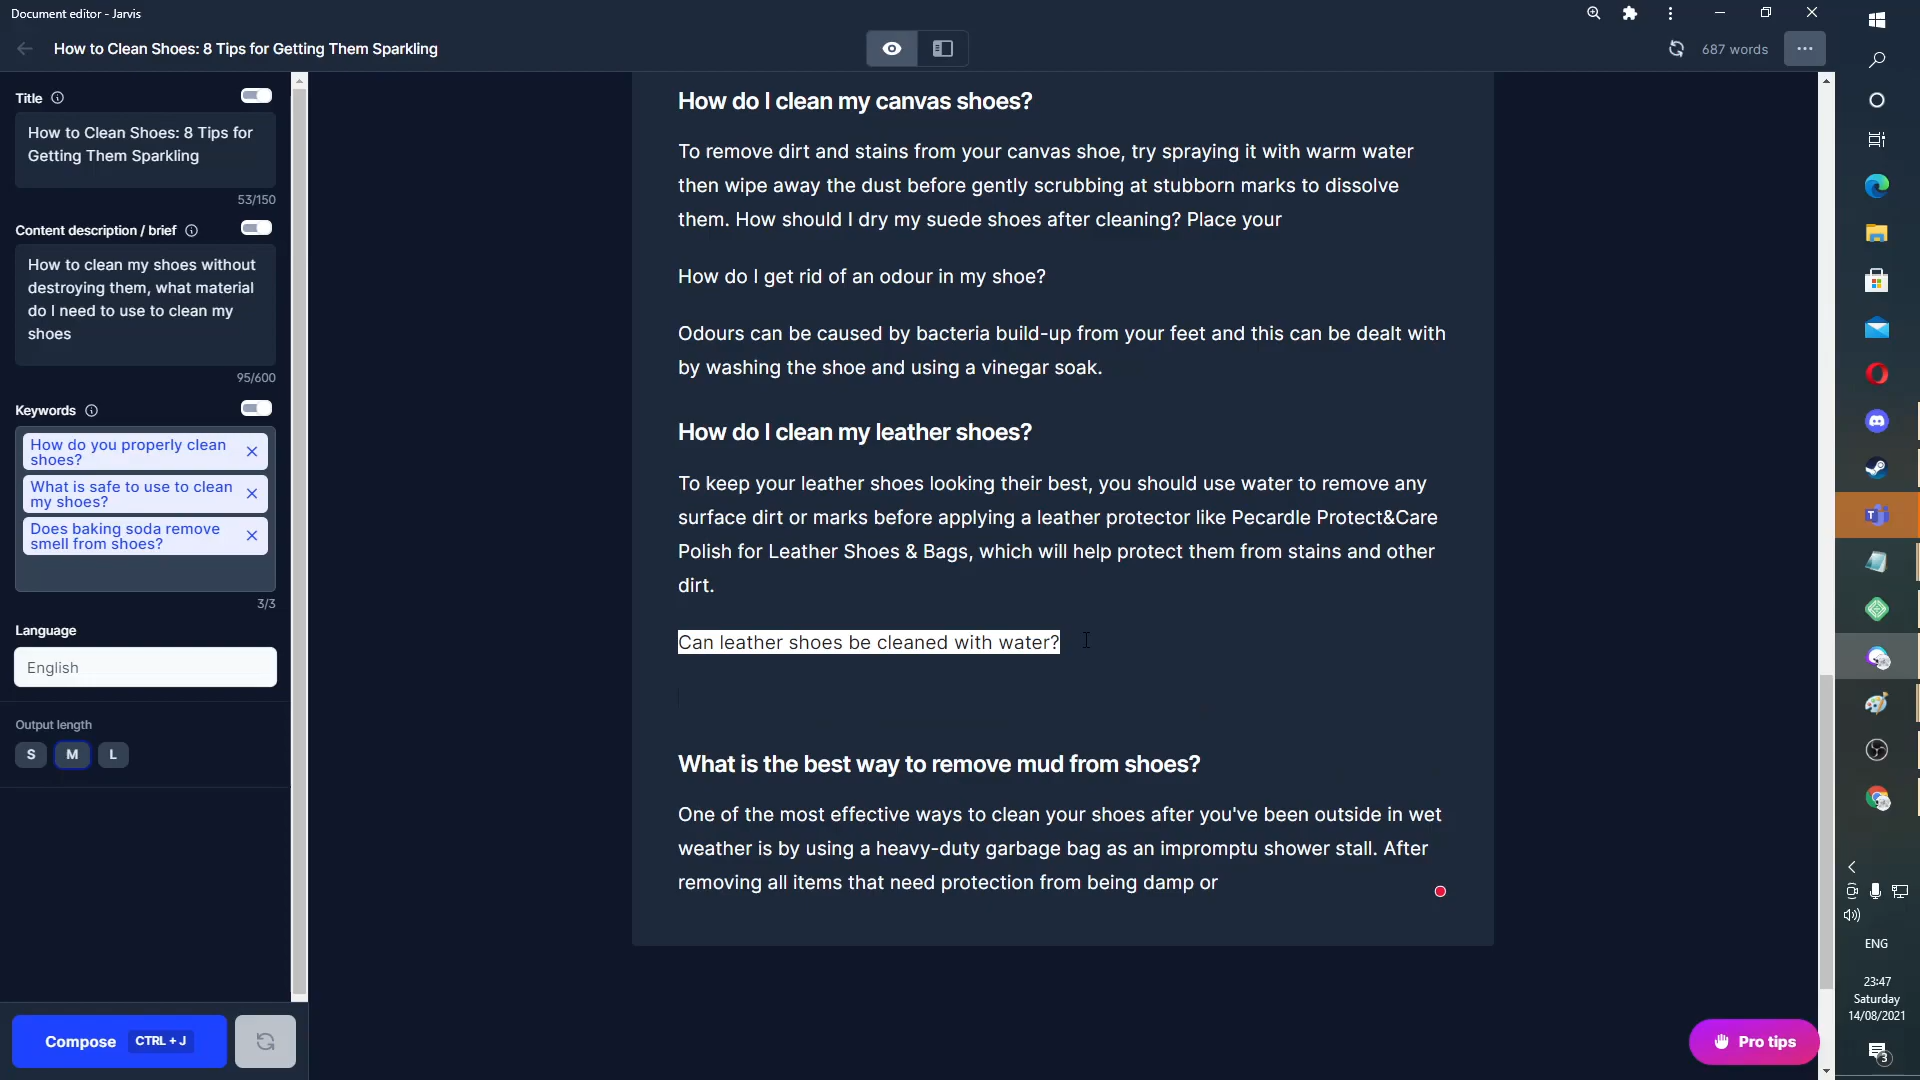 Document editor - Jarvis
How to Clean Shoes: 8 Tips for Getting Them Sparkling
687 words
Title
How to Clean Shoes: 8 Tips for
Getting Them Sparkling
53/150
Content description / brief
How to clean my shoes without
destroying them, what material
do I need to use to clean my
shoes
95/600
Keywords
How do you properly clean
shoes?
What is safe to use to clean
my shoes?
Does baking soda remove
smell from shoes?
3/3
Language
English
Output length
S M L
Compose CTRL + J
How do I clean my canvas shoes?
To remove dirt and stains from your canvas shoe, try spraying it with warm water
then wipe away the dust before gently scrubbing at stubborn marks to dissolve
them. How should I dry my suede shoes after cleaning? Place your
How do I get rid of an odour in my shoe?
Odours can be caused by bacteria build-up from your feet and this can be dealt with
by washing the shoe and using a vinegar soak.
How do I clean my leather shoes?
To keep your leather shoes looking their best, you should use water to remove any
surface dirt or marks before applying a leather protector like Pecardle Protect&Care
Polish for Leather Shoes & Bags, which will help protect them from stains and other
dirt.
Can leather shoes be cleaned with water?
What is the best way to remove mud from shoes?
One of the most effective ways to clean your shoes after you've been outside in wet
weather is by using a heavy-duty garbage bag as an impromptu shower stall. After
removing all items that need protection from being damp or
Pro tips
ENG
23:47
Saturday
14/08/2021
3